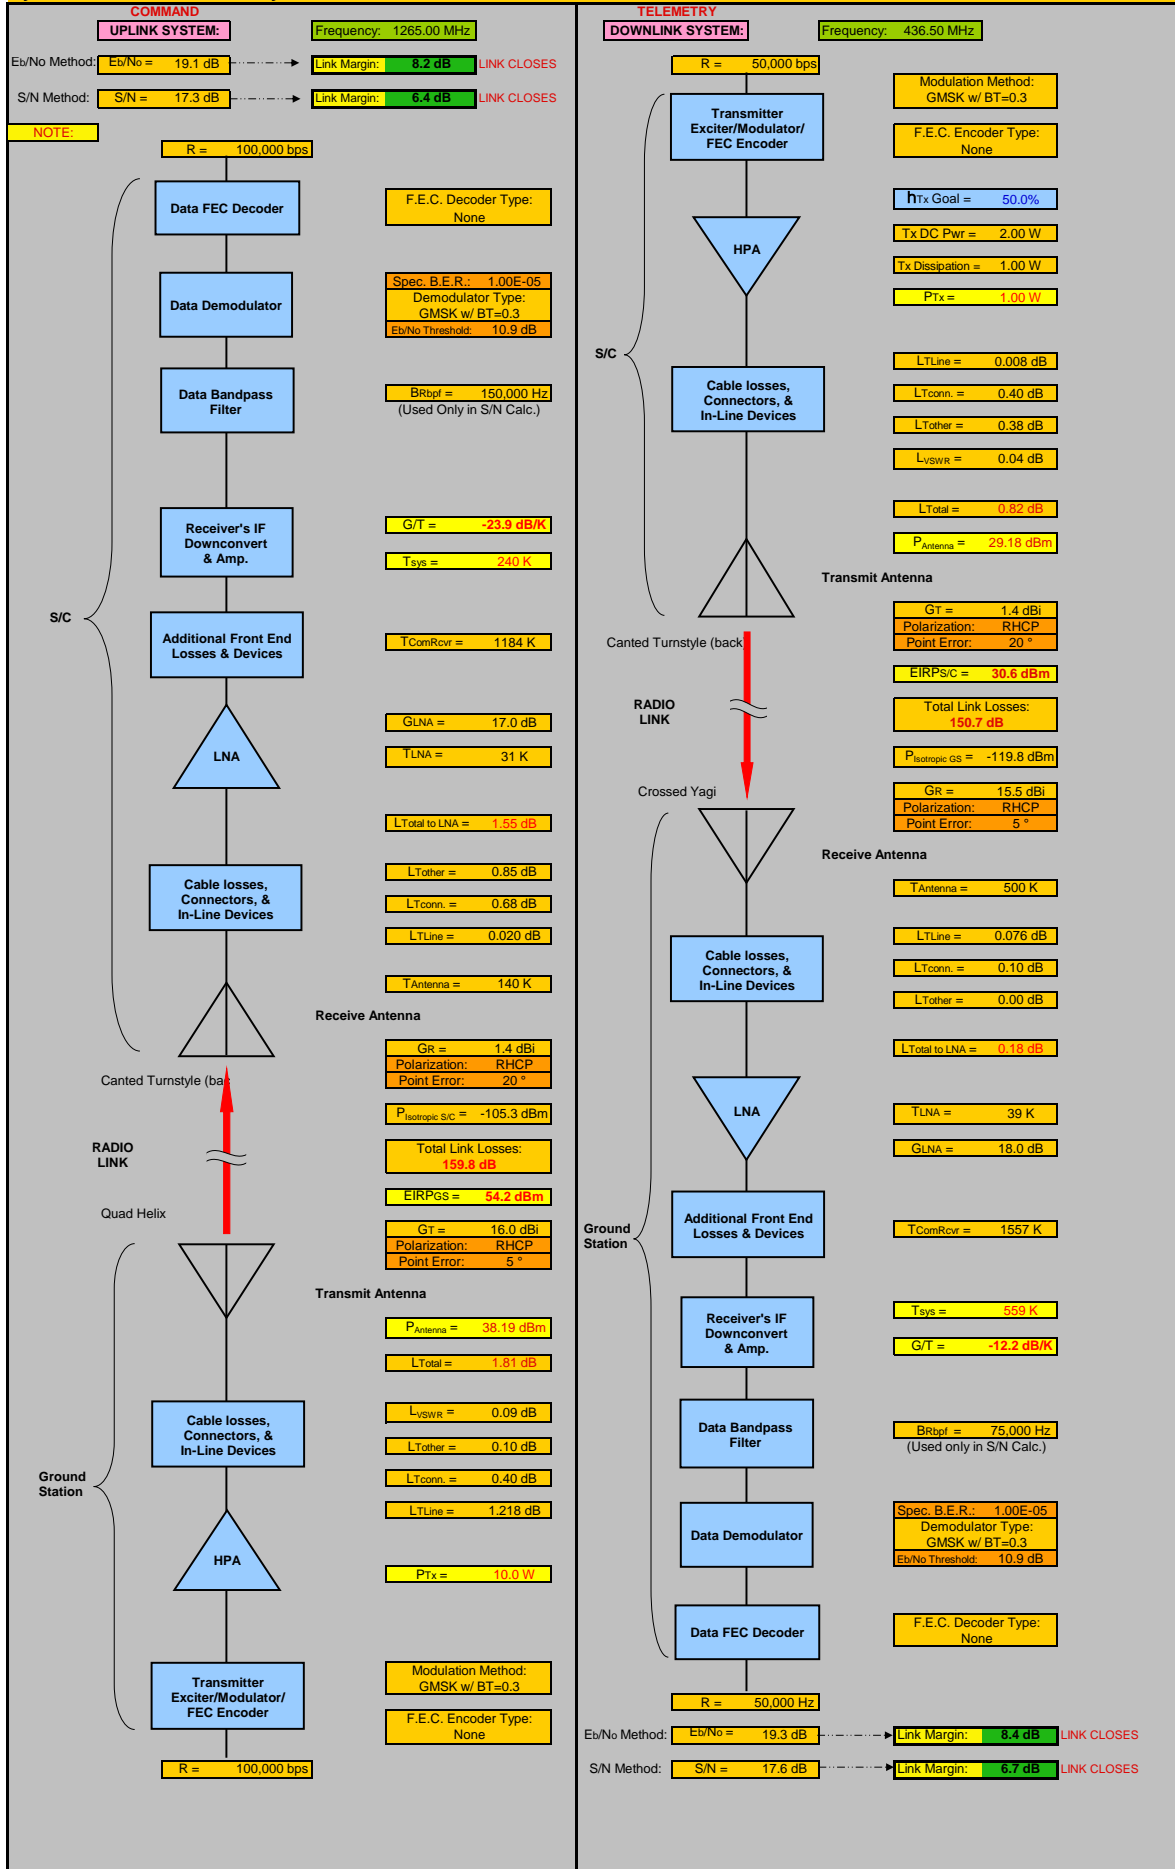 COMMAND
UPLINK SYSTEM:
Frequency: 1265.00 MHz
Eb/No Method:
Eb/No = 19.1 dB
Link Margin: 8.2 dB
LINK CLOSES
S/N Method:
S/N = 17.3 dB
Link Margin: 6.4 dB
LINK CLOSES
NOTE:
R = 100,000 bps
Data FEC Decoder
F.E.C. Decoder Type:
None
Data Demodulator
Spec. B.E.R.: 1.00E-05
Demodulator Type:
GMSK w/ BT=0.3
Eb/No Threshold: 10.9 dB
Data Bandpass
Filter
BRbpf = 150,000 Hz
(Used Only in S/N Calc.)
Receiver's IF
Downconvert
& Amp.
G/T = -23.9 dB/K
Tsys = 240 K
S/C
Additional Front End
Losses & Devices
TComRcvr = 1184 K
LNA
GLNA = 17.0 dB
TLNA = 31 K
LTotal to LNA = 1.55 dB
Cable losses,
Connectors, &
In-Line Devices
LTother = 0.85 dB
LTconn. = 0.68 dB
LTLine = 0.020 dB
TAntenna = 140 K
Receive Antenna
GR = 1.4 dBi
Polarization: RHCP
Point Error: 20 °
Canted Turnstyle (bac
PIsotropic S/C = -105.3 dBm
RADIO
LINK
Total Link Losses:
159.8 dB
EIRPGS = 54.2 dBm
Quad Helix
GT = 16.0 dBi
Polarization: RHCP
Point Error: 5 °
Transmit Antenna
PAntenna = 38.19 dBm
LTotal = 1.81 dB
Cable losses,
Connectors, &
In-Line Devices
LVSWR = 0.09 dB
LTother = 0.10 dB
LTconn. = 0.40 dB
LTLine = 1.218 dB
Ground
Station
HPA
PTx = 10.0 W
Transmitter
Exciter/Modulator/
FEC Encoder
Modulation Method:
GMSK w/ BT=0.3
F.E.C. Encoder Type:
None
R = 100,000 bps
TELEMETRY
DOWNLINK SYSTEM:
Frequency: 436.50 MHz
R = 50,000 bps
Transmitter
Exciter/Modulator/
FEC Encoder
Modulation Method:
GMSK w/ BT=0.3
F.E.C. Encoder Type:
None
HPA
hTx Goal = 50.0%
Tx DC Pwr = 2.00 W
Tx Dissipation = 1.00 W
PTx = 1.00 W
S/C
Cable losses,
Connectors, &
In-Line Devices
LTLine = 0.008 dB
LTconn. = 0.40 dB
LTother = 0.38 dB
LVSWR = 0.04 dB
LTotal = 0.82 dB
PAntenna = 29.18 dBm
Transmit Antenna
GT = 1.4 dBi
Polarization: RHCP
Point Error: 20 °
Canted Turnstyle (back
EIRPS/C = 30.6 dBm
RADIO
LINK
Total Link Losses:
150.7 dB
PIsotropic GS = -119.8 dBm
Crossed Yagi
GR = 15.5 dBi
Polarization: RHCP
Point Error: 5 °
Receive Antenna
TAntenna = 500 K
Cable losses,
Connectors, &
In-Line Devices
LTLine = 0.076 dB
LTconn. = 0.10 dB
LTother = 0.00 dB
LTotal to LNA = 0.18 dB
LNA
TLNA = 39 K
GLNA = 18.0 dB
Ground
Station
Additional Front End
Losses & Devices
TComRcvr = 1557 K
Receiver's IF
Downconvert
& Amp.
Tsys = 559 K
G/T = -12.2 dB/K
Data Bandpass
Filter
BRbpf = 75,000 Hz
(Used only in S/N Calc.)
Data Demodulator
Spec. B.E.R.: 1.00E-05
Demodulator Type:
GMSK w/ BT=0.3
Eb/No Threshold: 10.9 dB
Data FEC Decoder
F.E.C. Decoder Type:
None
R = 50,000 Hz
Eb/No Method:
Eb/No = 19.3 dB
Link Margin: 8.4 dB
LINK CLOSES
S/N Method:
S/N = 17.6 dB
Link Margin: 6.7 dB
LINK CLOSES